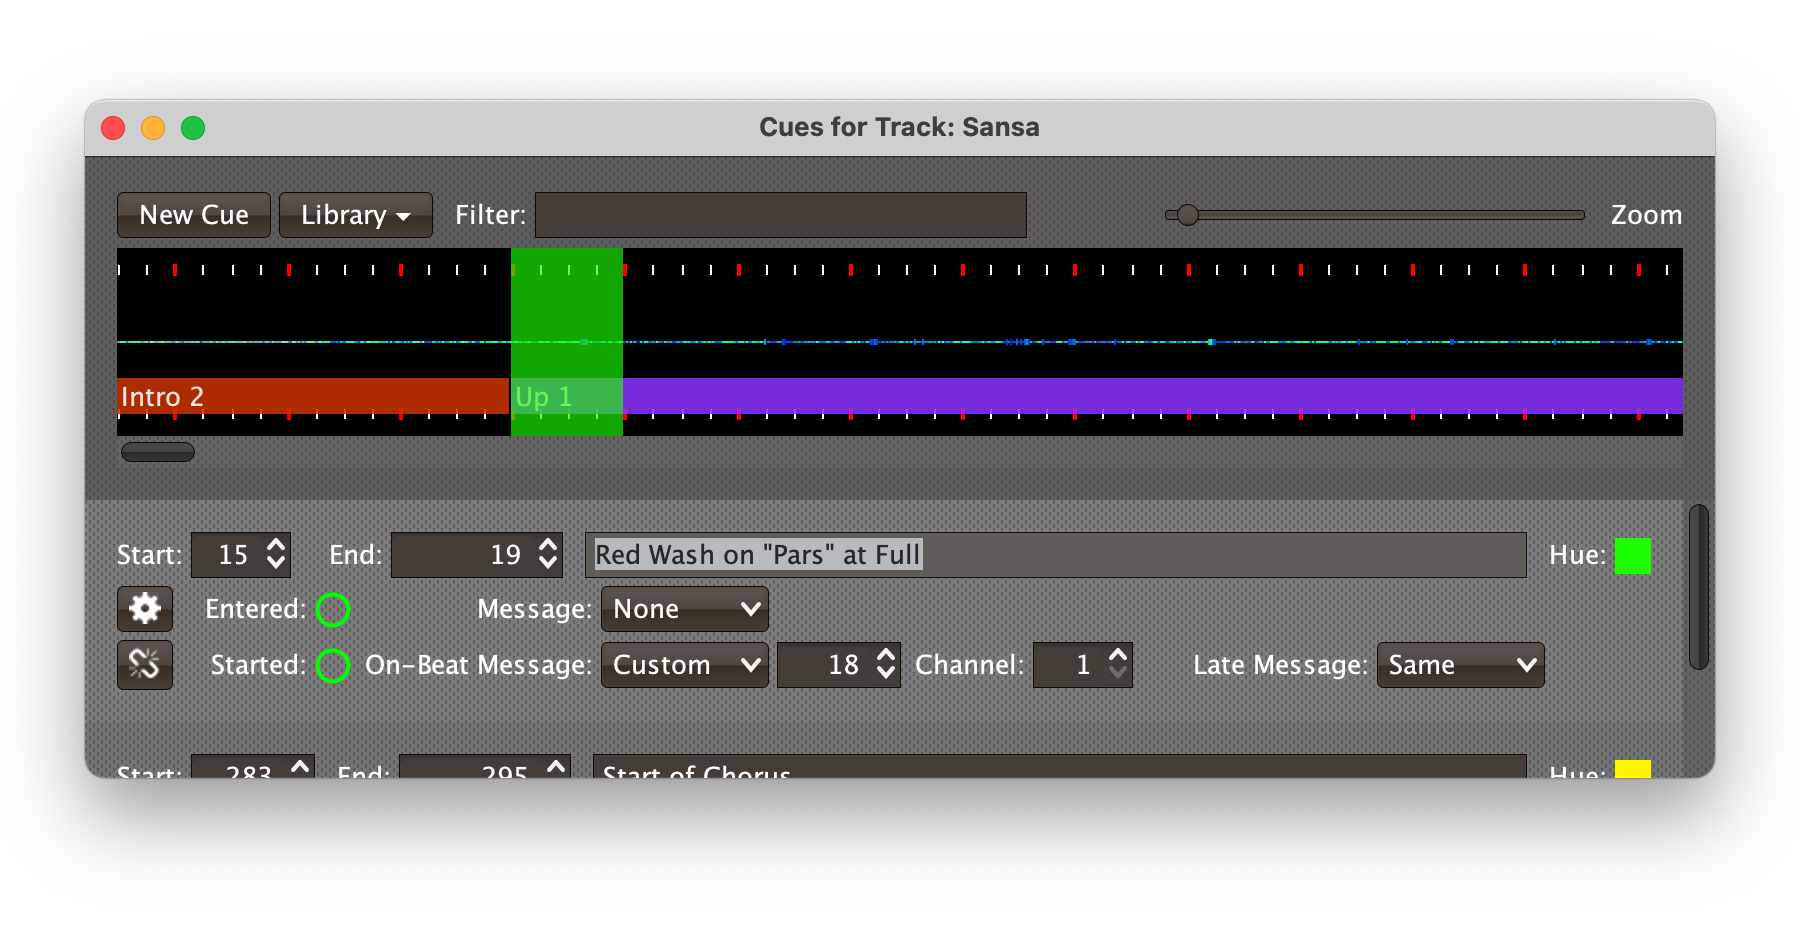 Cues for Track: Sansa
New Cue Library Filter: Zoom
Intro 2 Up 1
Start: 15 End: 19 Red Wash on "Pars" at Full Hue:
Entered: Message: None
Started: On-Beat Message: Custom 18 Channel: 1 Late Message: Same
Start: 283 End: 295 Start of Chorus Hue: